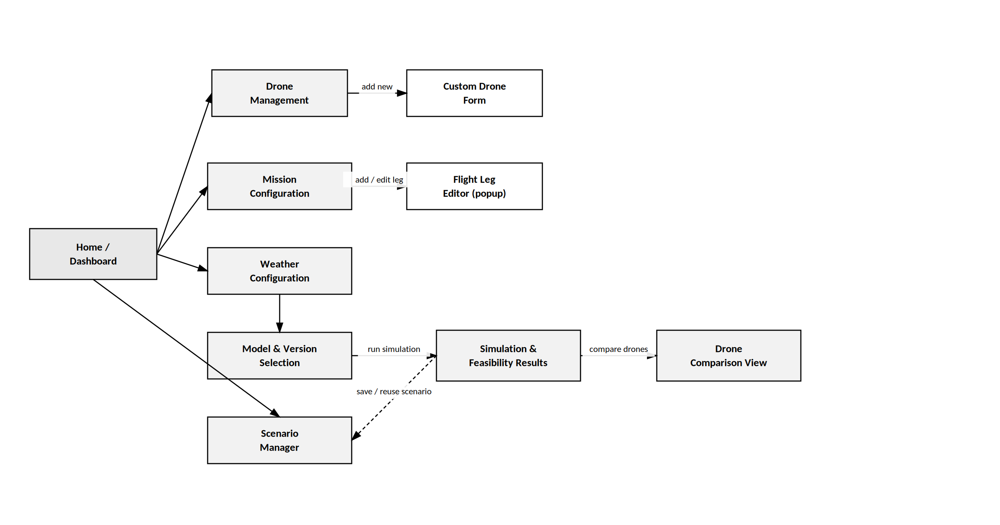 Drone
Management
add new
Custom Drone
Form
Mission
Configuration
add / edit leg
Flight Leg
Editor (popup)
Home /
Dashboard
Weather
Configuration
Model & Version
Selection
run simulation
Simulation &
Feasibility Results
compare drones
Drone
Comparison View
save / reuse scenario
Scenario
Manager